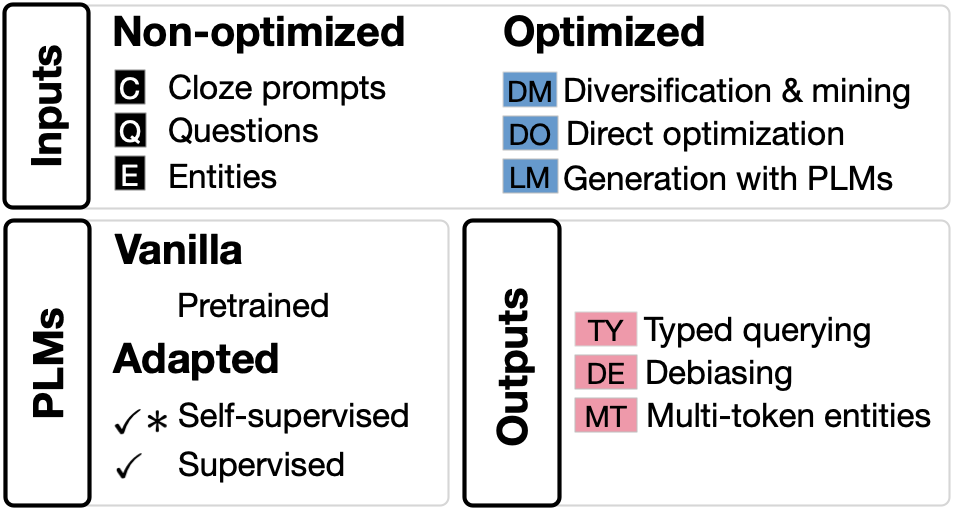 Inputs
Non-optimized
C Cloze prompts
Q Questions
E Entities
Optimized
DM Diversification & mining
DO Direct optimization
LM Generation with PLMs
PLMs
Vanilla
Pretrained
Adapted
✓* Self-supervised
✓ Supervised
Outputs
TY Typed querying
DE Debiasing
MT Multi-token entities